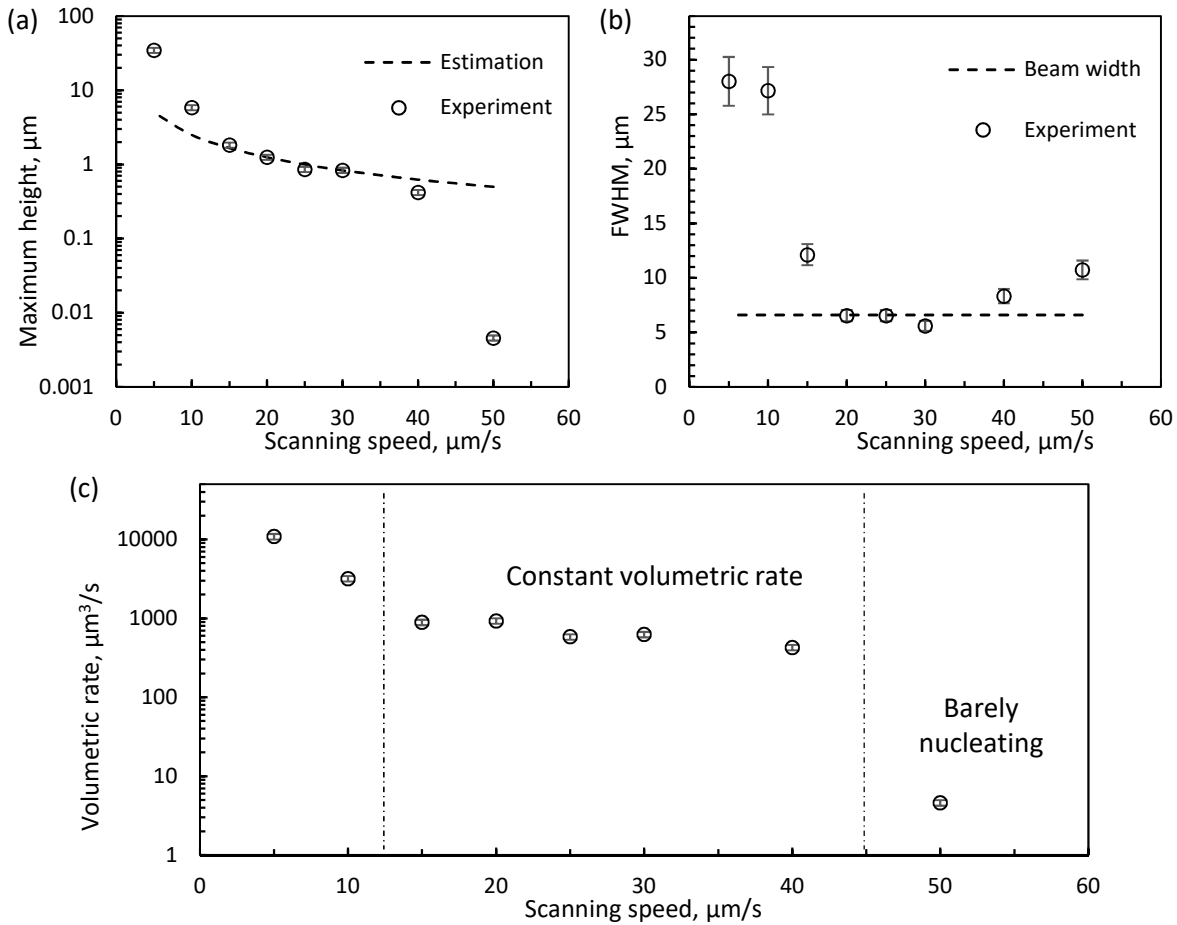 (a)
100
10
1
0.1
0.01
0.001
0 10 20 30 40 50 60
Maximum height, µm
Scanning speed, µm/s
Estimation
Experiment
(b)
30
25
20
15
10
5
0
0 10 20 30 40 50 60
FWHM, µm
Scanning speed, µm/s
Beam width
Experiment
(c)
10000
1000
100
10
1
0 10 20 30 40 50 60
Volumetric rate, µm³/s
Scanning speed, µm/s
Constant volumetric rate
Barely
nucleating